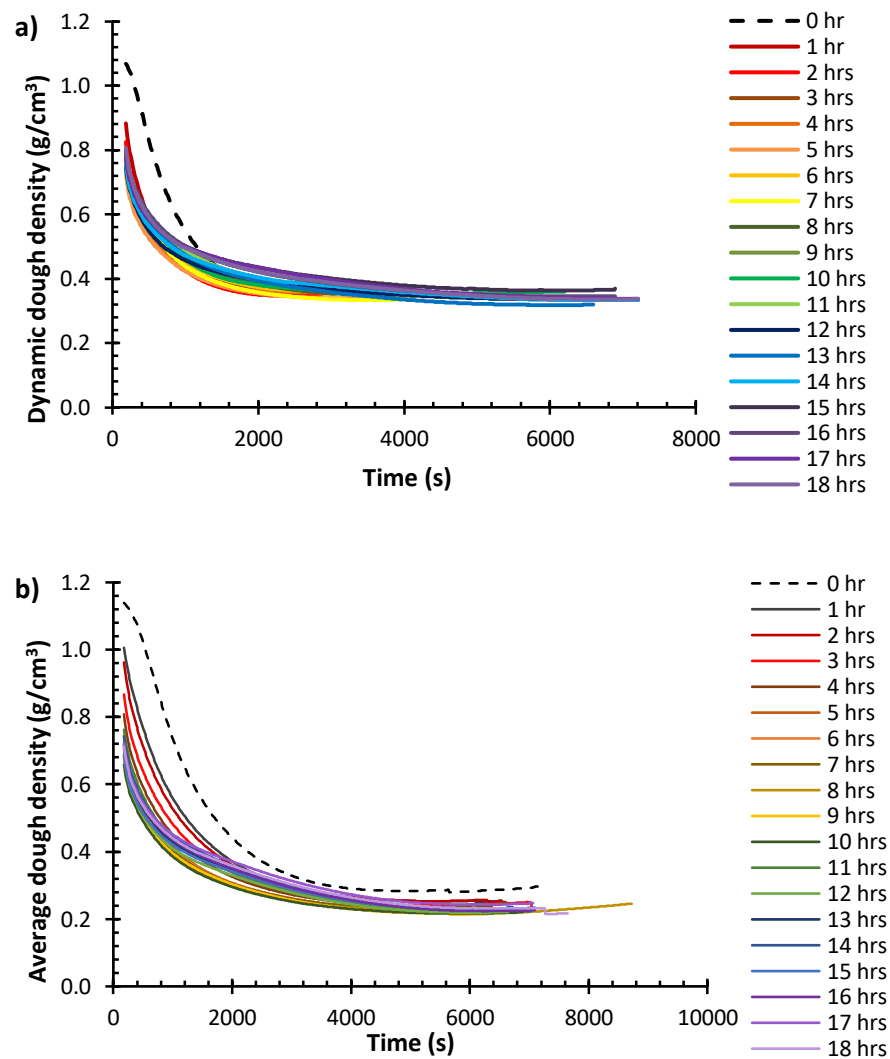 a)
Dynamic dough density (g/cm³)
1.2
1.0
0.8
0.6
0.4
0.2
0.0
0
2000
4000
6000
8000
Time (s)
0 hr
1 hr
2 hrs
3 hrs
4 hrs
5 hrs
6 hrs
7 hrs
8 hrs
9 hrs
10 hrs
11 hrs
12 hrs
13 hrs
14 hrs
15 hrs
16 hrs
17 hrs
18 hrs
b)
Average dough density (g/cm³)
1.2
1.0
0.8
0.6
0.4
0.2
0.0
0
2000
4000
6000
8000
10000
Time (s)
0 hr
1 hr
2 hrs
3 hrs
4 hrs
5 hrs
6 hrs
7 hrs
8 hrs
9 hrs
10 hrs
11 hrs
12 hrs
13 hrs
14 hrs
15 hrs
16 hrs
17 hrs
18 hrs